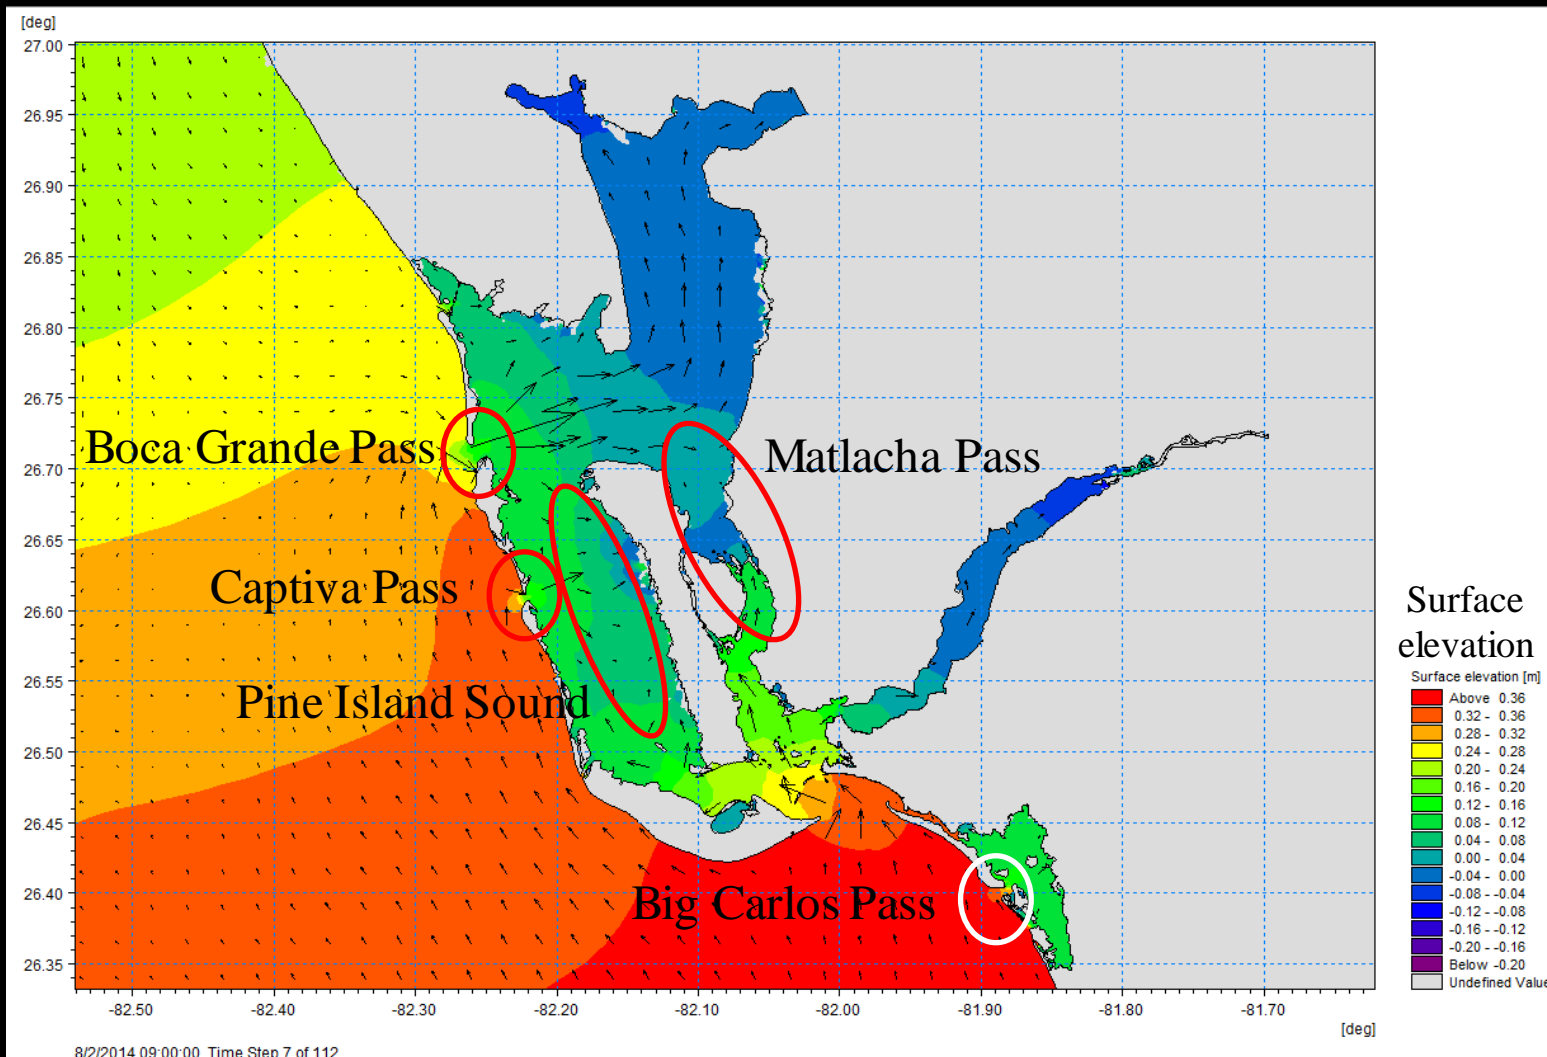 [deg]
27.00
26.95
26.90
26.85
26.80
26.75
26.70
26.65
26.60
26.55
26.50
26.45
26.40
26.35
Boca Grande Pass
Matlacha Pass
Captiva Pass
Pine Island Sound
Big Carlos Pass
-82.50
-82.40
-82.30
-82.20
-82.10
-82.00
-81.90
-81.80
-81.70
[deg]
8/2/2014 09:00:00 Time Step 7 of 112
Surface
elevation
Surface elevation [m]
Above 0.36
0.32 - 0.36
0.28 - 0.32
0.24 - 0.28
0.20 - 0.24
0.16 - 0.20
0.12 - 0.16
0.08 - 0.12
0.04 - 0.08
0.00 - 0.04
-0.04 - 0.00
-0.08 - -0.04
-0.12 - -0.08
-0.16 - -0.12
-0.20 - -0.16
Below -0.20
Undefined Value